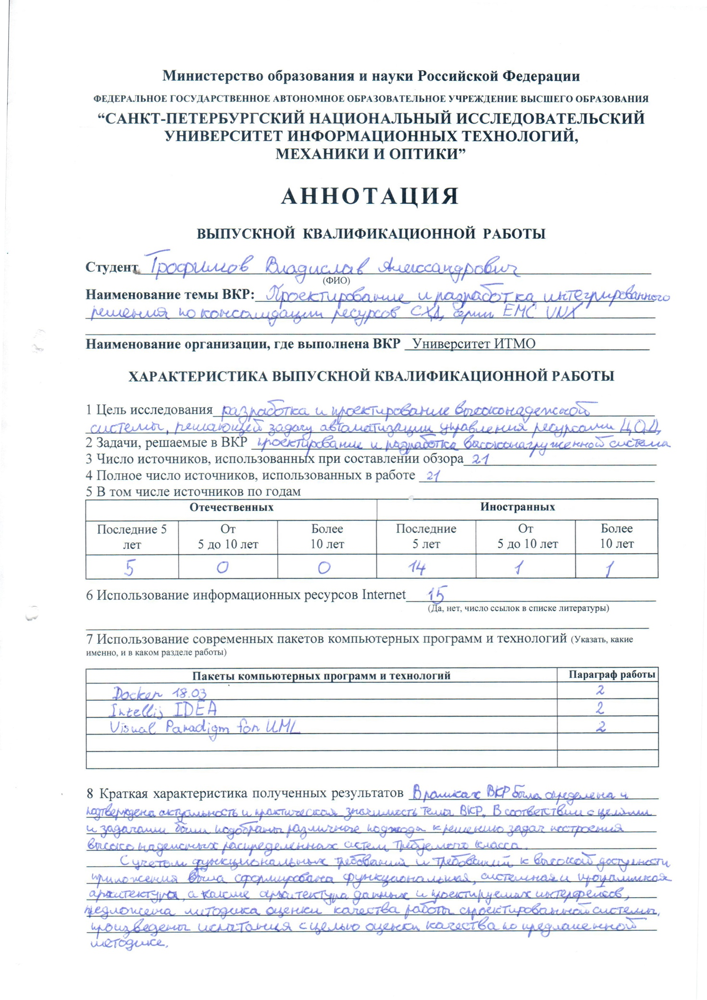 Министерство образования и науки Российской Федерации
ФЕДЕРАЛЬНОЕ ГОСУДАРСТВЕННОЕ АВТОНОМНОЕ ОБРАЗОВАТЕЛЬНОЕ УЧРЕЖДЕНИЕ ВЫСШЕГО ОБРАЗОВАНИЯ
“САНКТ-ПЕТЕРБУРГСКИЙ НАЦИОНАЛЬНЫЙ ИССЛЕДОВАТЕЛЬСКИЙ
УНИВЕРСИТЕТ ИНФОРМАЦИОННЫХ ТЕХНОЛОГИЙ,
МЕХАНИКИ И ОПТИКИ”
АННОТАЦИЯ
ВЫПУСКНОЙ КВАЛИФИКАЦИОННОЙ РАБОТЫ
Студент Трофимов Владислав Александрович
(ФИО)
Наименование темы ВКР: Проектирование и разработка интегрированного
решения по консолидации ресурсов СХД серии EMC VNX
Наименование организации, где выполнена ВКР Университет ИТМО
ХАРАКТЕРИСТИКА ВЫПУСКНОЙ КВАЛИФИКАЦИОННОЙ РАБОТЫ
1 Цель исследования разработка и проектирование высоконадежной
системы, решающей задачу автоматизации управления ресурсами ЦОД
2 Задачи, решаемые в ВКР проектирование и разработка высоконагруженной система
3 Число источников, использованных при составлении обзора 21
4 Полное число источников, использованных в работе 21
5 В том числе источников по годам
Отечественных Иностранных
Последние 5 лет От 5 до 10 лет Более 10 лет Последние 5 лет От 5 до 10 лет Более 10 лет
5 0 0 14 1 1
6 Использование информационных ресурсов Internet 15
(Да, нет, число ссылок в списке литературы)
7 Использование современных пакетов компьютерных программ и технологий (Указать, какие
именно, и в каком разделе работы)
Пакеты компьютерных программ и технологий Параграф работы
Docker 18.03 2
Intellij IDEA 2
Visual Paradigm for UML 2
8 Краткая характеристика полученных результатов В рамках ВКР была определена и
подтверждена актуальность и практическая значимость темы ВКР. В соответствии с целями
и задачами были подобраны различные подходы к решению задач построения
высоконадежных распределенных систем требуемого класса.
С учетом функциональных требований и требований к высокой доступности
приложения была сформирована функциональная, системная и программная
архитектура, а также архитектура данных и проектируемых интерфейсов,
предложена методика оценки качества работы спроектированной системы,
произведены испытания с целью оценки качества по предложенной
методике.